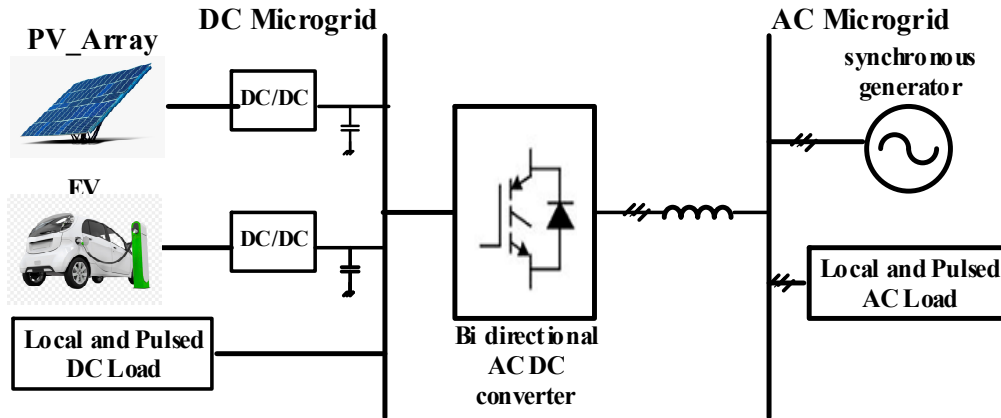 DC Microgrid
AC Microgrid
PV_Array
DC/DC
EV
DC/DC
Local and Pulsed
DC Load
Bi directional
AC DC
converter
synchronous
generator
Local and Pulsed
AC Load